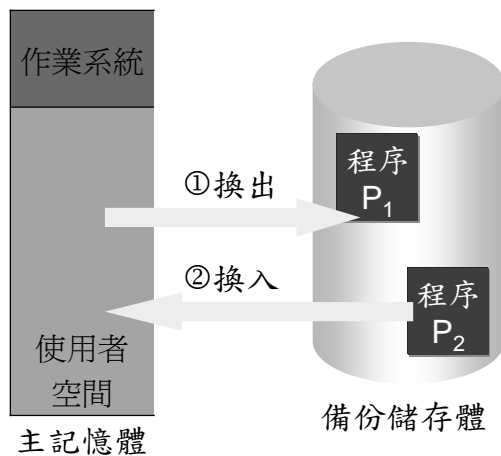 作業系統
程序
P₁
①換出
②換入
程序
P₂
使用者
空間
備份儲存體
主記憶體